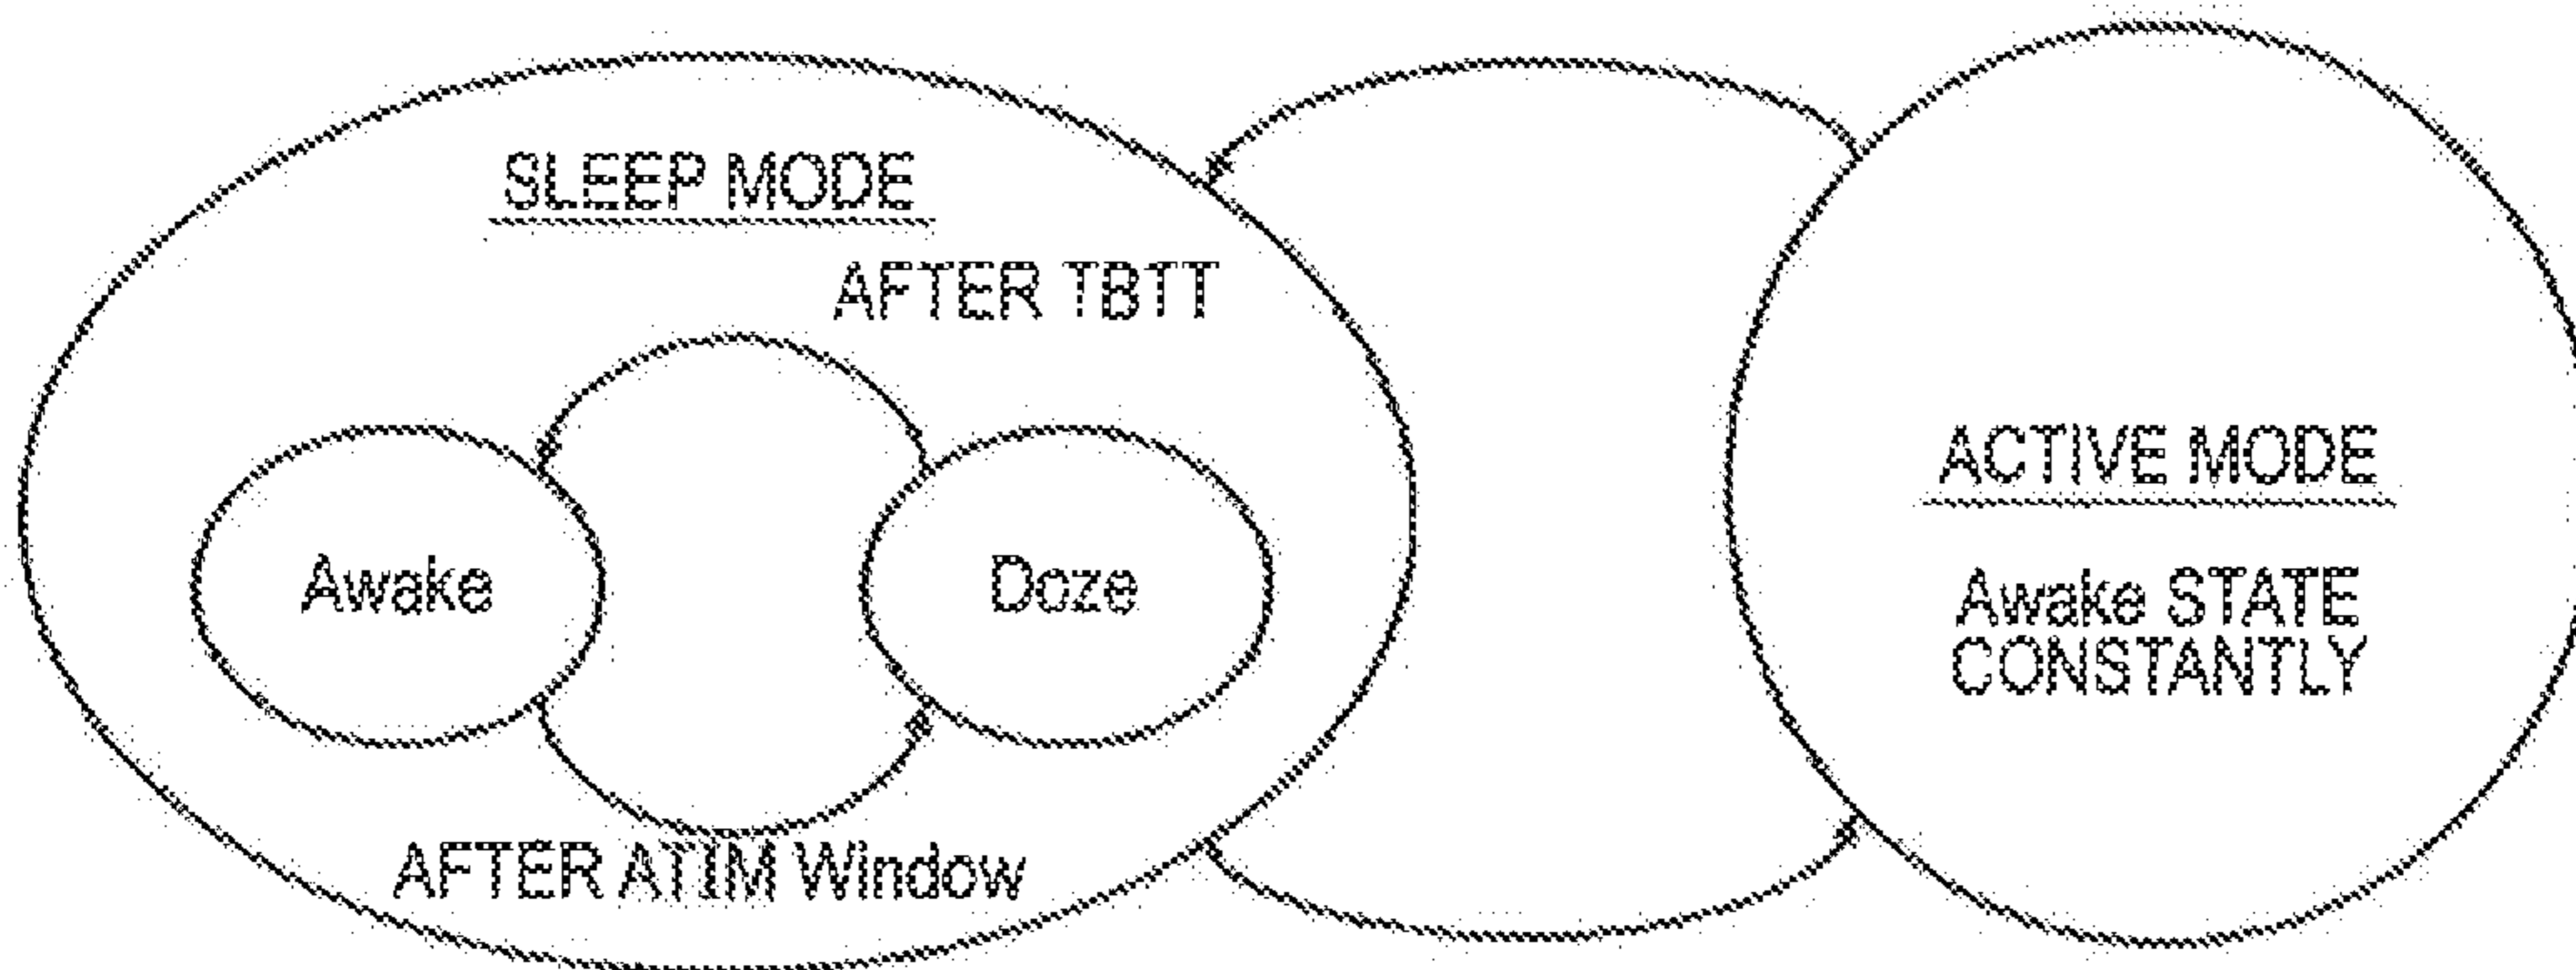 SLEEP MODE
AFTER TBTT
Awake
Doze
AFTER ATIM Window
ACTIVE MODE
Awake STATE
CONSTANTLY